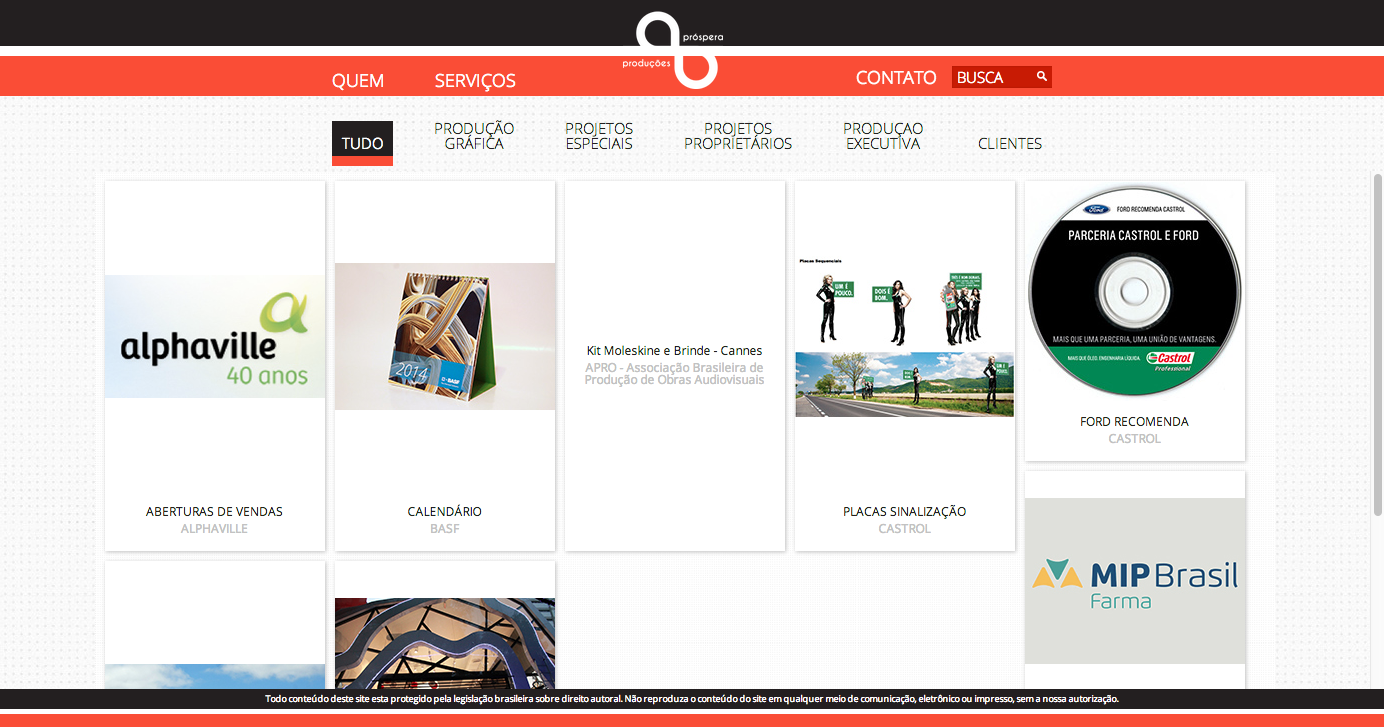 próspera
produções
QUEM
SERVIÇOS
CONTATO
BUSCA
TUDO
PRODUÇÃO
GRÁFICA
PROJETOS
ESPECIAIS
PROJETOS
PROPRIETÁRIOS
PRODUÇAO
EXECUTIVA
CLIENTES
alphaville
40 anos
ABERTURAS DE VENDAS
ALPHAVILLE
2014
BASF
CALENDÁRIO
BASF
Kit Moleskine e Brinde - Cannes
APRO - Associação Brasileira de
Produção de Obras Audiovisuais
Placas Sequenciais
UM É
POUCO.
DOIS É
BOM.
DOIS É BOM, DEMAIS,
UM É
POUCO.
PLACAS SINALIZAÇÃO
CASTROL
Ford
FORD RECOMENDA CASTROL
PARCERIA CASTROL E FORD
MAIS QUE UMA PARCERIA, UMA UNIÃO DE VANTAGENS.
MAIS QUE ÓLEO. ENGENHARIA LÍQUIDA.
Castrol
Professional
FORD RECOMENDA
CASTROL
MIP Brasil
Farma
Todo conteúdo deste site esta protegido pela legislação brasileira sobre direito autoral. Não reproduza o conteúdo do site em qualquer meio de comunicação, eletrônico ou impresso, sem a nossa autorização.